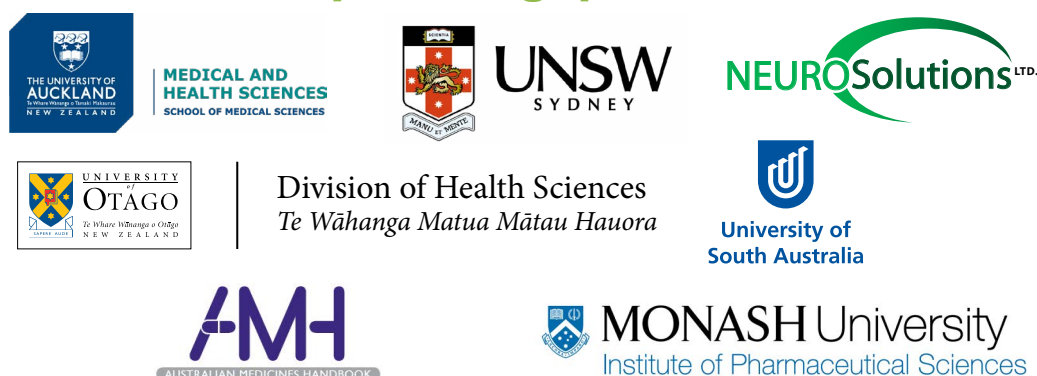 THE UNIVERSITY OF
AUCKLAND
Te Whare Wānanga o Tāmaki Makaurau
NEW ZEALAND
MEDICAL AND
HEALTH SCIENCES
SCHOOL OF MEDICAL SCIENCES
SCIENTIA
MANU ET MENTE
UNSW
SYDNEY
NEUROSolutions LTD.
SAPERE AUDE
UNIVERSITY
of
OTAGO
Te Whare Wānanga o Otāgo
NEW ZEALAND
Division of Health Sciences
Te Wāhanga Matua Mātau Hauora
University of
South Australia
AMH
AUSTRALIAN MEDICINES HANDBOOK
MONASH University
Institute of Pharmaceutical Sciences